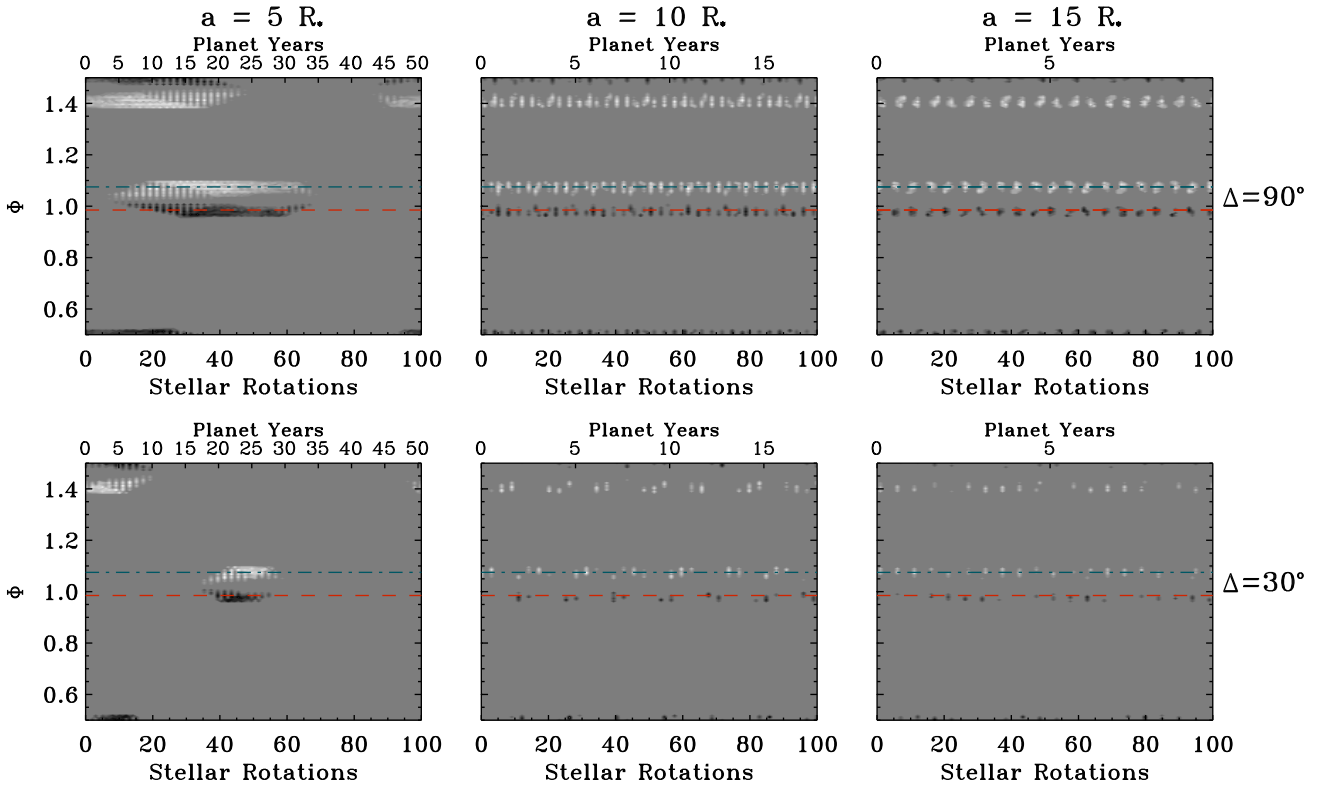 a = 5 R*
a = 10 R*
a = 15 R*
Planet Years
Planet Years
Planet Years
0 5 10 15 20 25 30 35 40 45 50
0 5 10 15
0 5
Φ
1.4
1.2
1.0
0.8
0.6
Δ=90°
0 20 40 60 80 100
0 20 40 60 80 100
0 20 40 60 80 100
Stellar Rotations
Stellar Rotations
Stellar Rotations
Planet Years
Planet Years
Planet Years
0 5 10 15 20 25 30 35 40 45 50
0 5 10 15
0 5
Φ
1.4
1.2
1.0
0.8
0.6
Δ=30°
0 20 40 60 80 100
0 20 40 60 80 100
0 20 40 60 80 100
Stellar Rotations
Stellar Rotations
Stellar Rotations